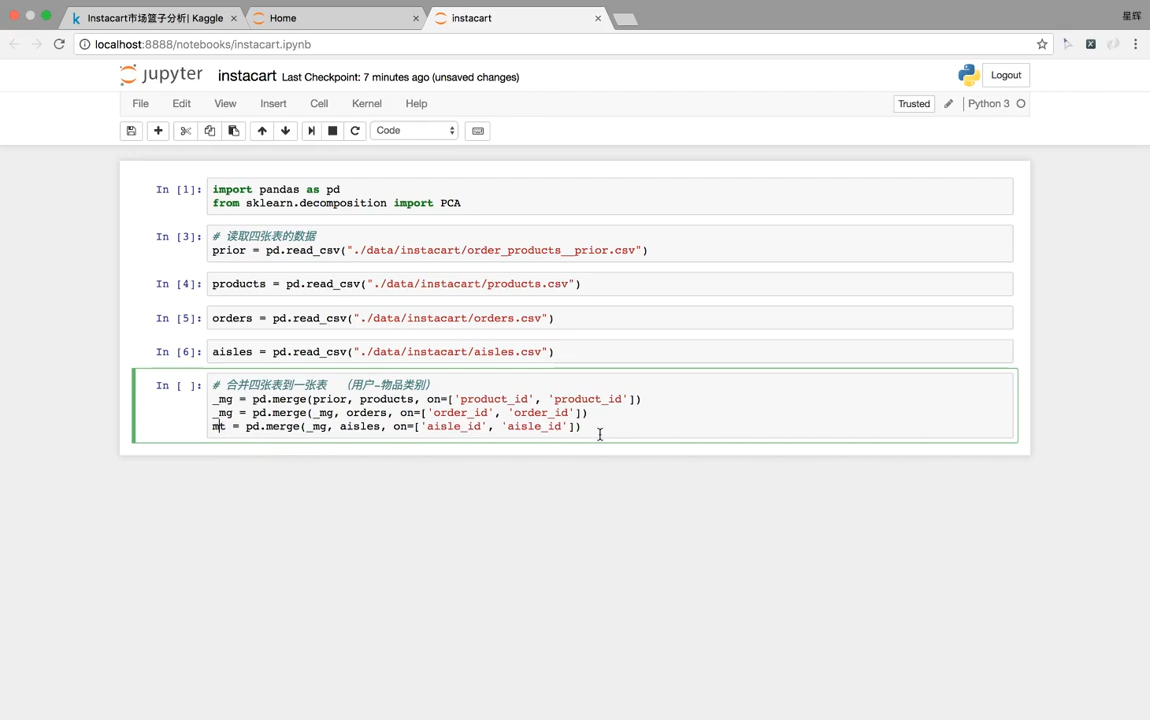 Instacart市场篮子分析| Kaggle
Home
instacart
星辉
localhost:8888/notebooks/instacart.ipynb
jupyter instacart Last Checkpoint: 7 minutes ago (unsaved changes)
Logout
File Edit View Insert Cell Kernel Help
Trusted
Python 3
Code
In [1]: import pandas as pd
from sklearn.decomposition import PCA
In [3]: # 读取四张表的数据
prior = pd.read_csv("./data/instacart/order_products__prior.csv")
In [4]: products = pd.read_csv("./data/instacart/products.csv")
In [5]: orders = pd.read_csv("./data/instacart/orders.csv")
In [6]: aisles = pd.read_csv("./data/instacart/aisles.csv")
In [ ]: # 合并四张表到一张表 （用户-物品类别）
_mg = pd.merge(prior, products, on=['product_id', 'product_id'])
_mg = pd.merge(_mg, orders, on=['order_id', 'order_id'])
mt = pd.merge(_mg, aisles, on=['aisle_id', 'aisle_id'])